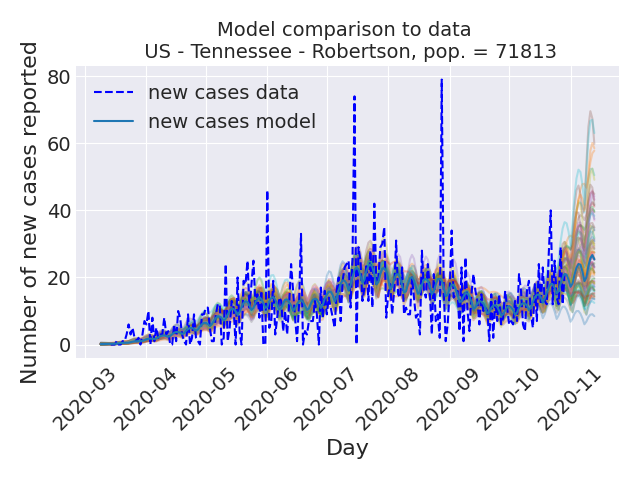 Model comparison to data
US - Tennessee - Robertson, pop. = 71813
Number of new cases reported
80
60
40
20
0
new cases data
new cases model
2020-03
2020-04
2020-05
2020-06
2020-07
2020-08
2020-09
2020-10
2020-11
Day